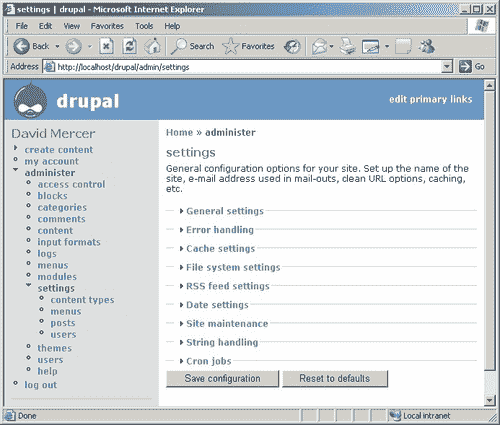 settings | drupal - Microsoft Internet Explorer
File Edit View Favorites Tools Help
Back Search Favorites
Address http://localhost/drupal/admin/settings Go
drupal
edit primary links
David Mercer
create content
my account
administer
access control
blocks
categories
comments
content
input formats
logs
menus
modules
settings
content types
menus
posts
users
themes
users
help
log out
Home » administer
settings
General configuration options for your site. Set up the name of the
site, e-mail address used in mail-outs, clean URL options, caching,
etc.
General settings
Error handling
Cache settings
File system settings
RSS feed settings
Date settings
Site maintenance
String handling
Cron jobs
Save configuration Reset to defaults
Done Local intranet